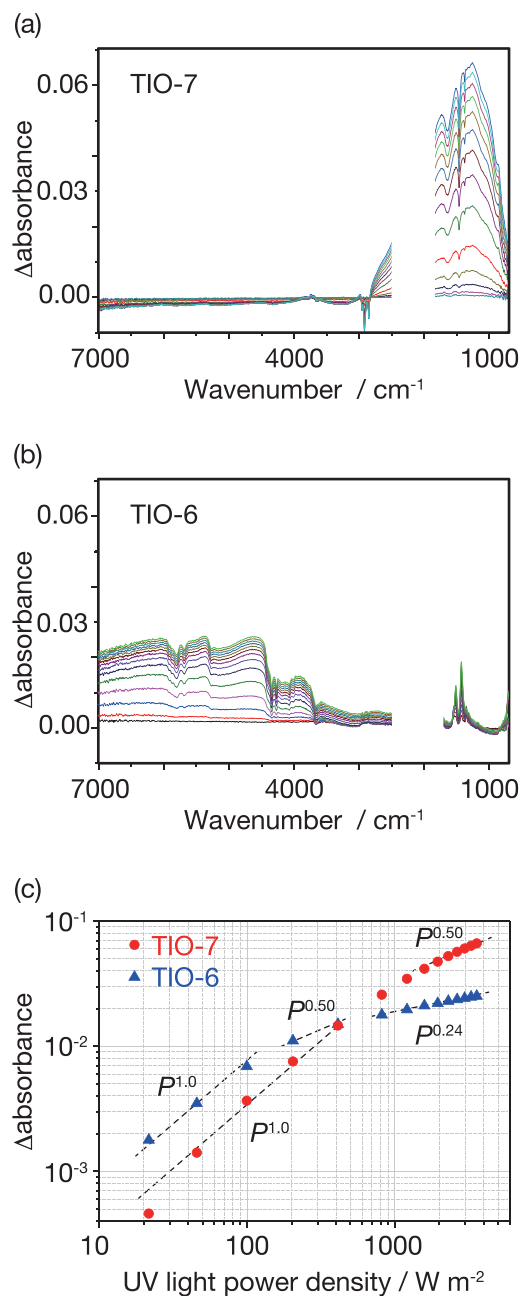 (a)
TIO-7
0.06
0.03
0.00
Δabsorbance
7000
4000
1000
Wavenumber / cm⁻¹
(b)
TIO-6
0.06
0.03
0.00
Δabsorbance
7000
4000
1000
Wavenumber / cm⁻¹
(c)
10⁻¹
10⁻²
10⁻³
Δabsorbance
TIO-7
TIO-6
P⁰·⁵⁰
P⁰·⁵⁰
P⁰·²⁴
P¹·⁰
P¹·⁰
10
100
1000
UV light power density / W m⁻²